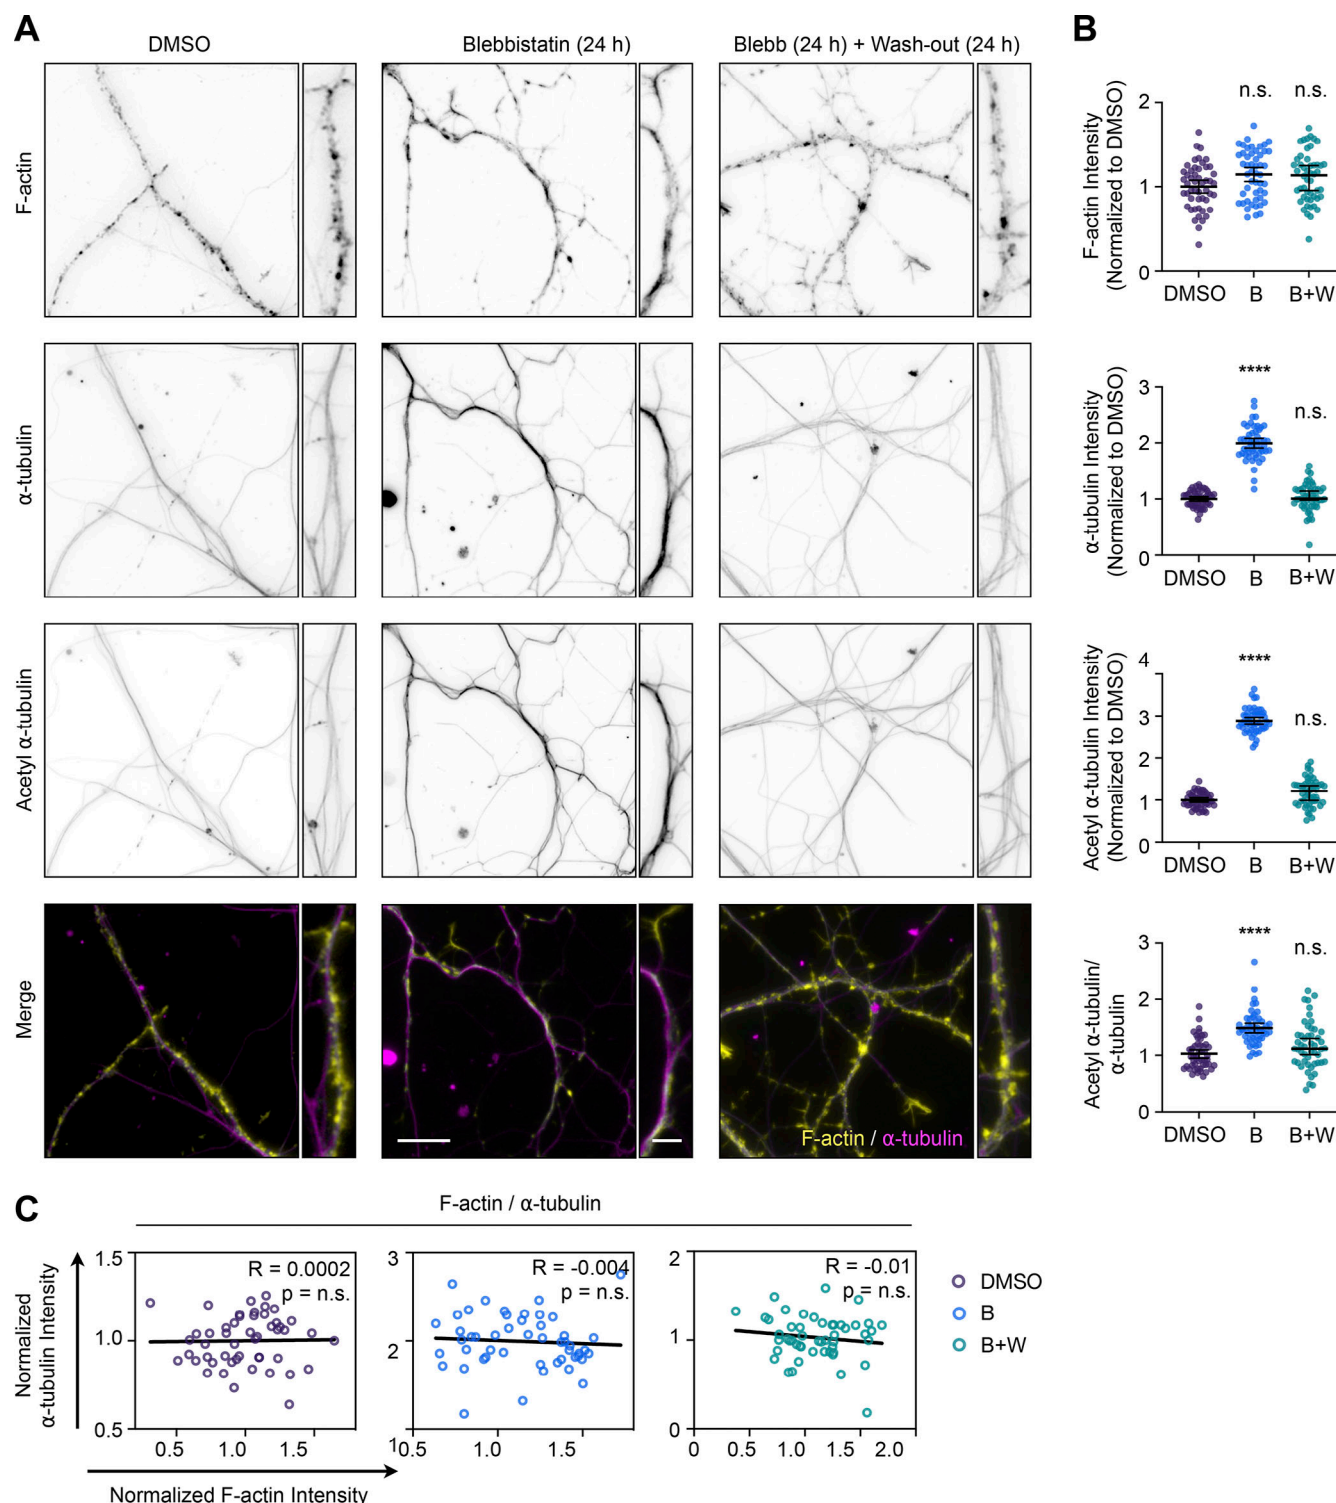 A
DMSO
Blebbistatin (24 h)
Blebb (24 h) + Wash-out (24 h)
F-actin
α-tubulin
Acetyl α-tubulin
Merge
F-actin / α-tubulin
B
n.s.
n.s.
F-actin Intensity
(Normalized to DMSO)
2
1
0
DMSO
B
B+W
****
n.s.
α-tubulin Intensity
(Normalized to DMSO)
3
2
1
0
DMSO
B
B+W
****
n.s.
Acetyl α-tubulin Intensity
(Normalized to DMSO)
4
3
2
1
0
DMSO
B
B+W
****
n.s.
Acetyl α-tubulin/
α-tubulin
3
2
1
0
DMSO
B
B+W
C
F-actin / α-tubulin
Normalized
α-tubulin Intensity
1.5
1.0
0.5
R = 0.0002
p = n.s.
0.5 1.0 1.5
3
2
1
R = -0.004
p = n.s.
0.5 1.0 1.5
2
1
0
R = -0.01
p = n.s.
0 0.5 1.0 1.5 2.0
DMSO
B
B+W
Normalized F-actin Intensity